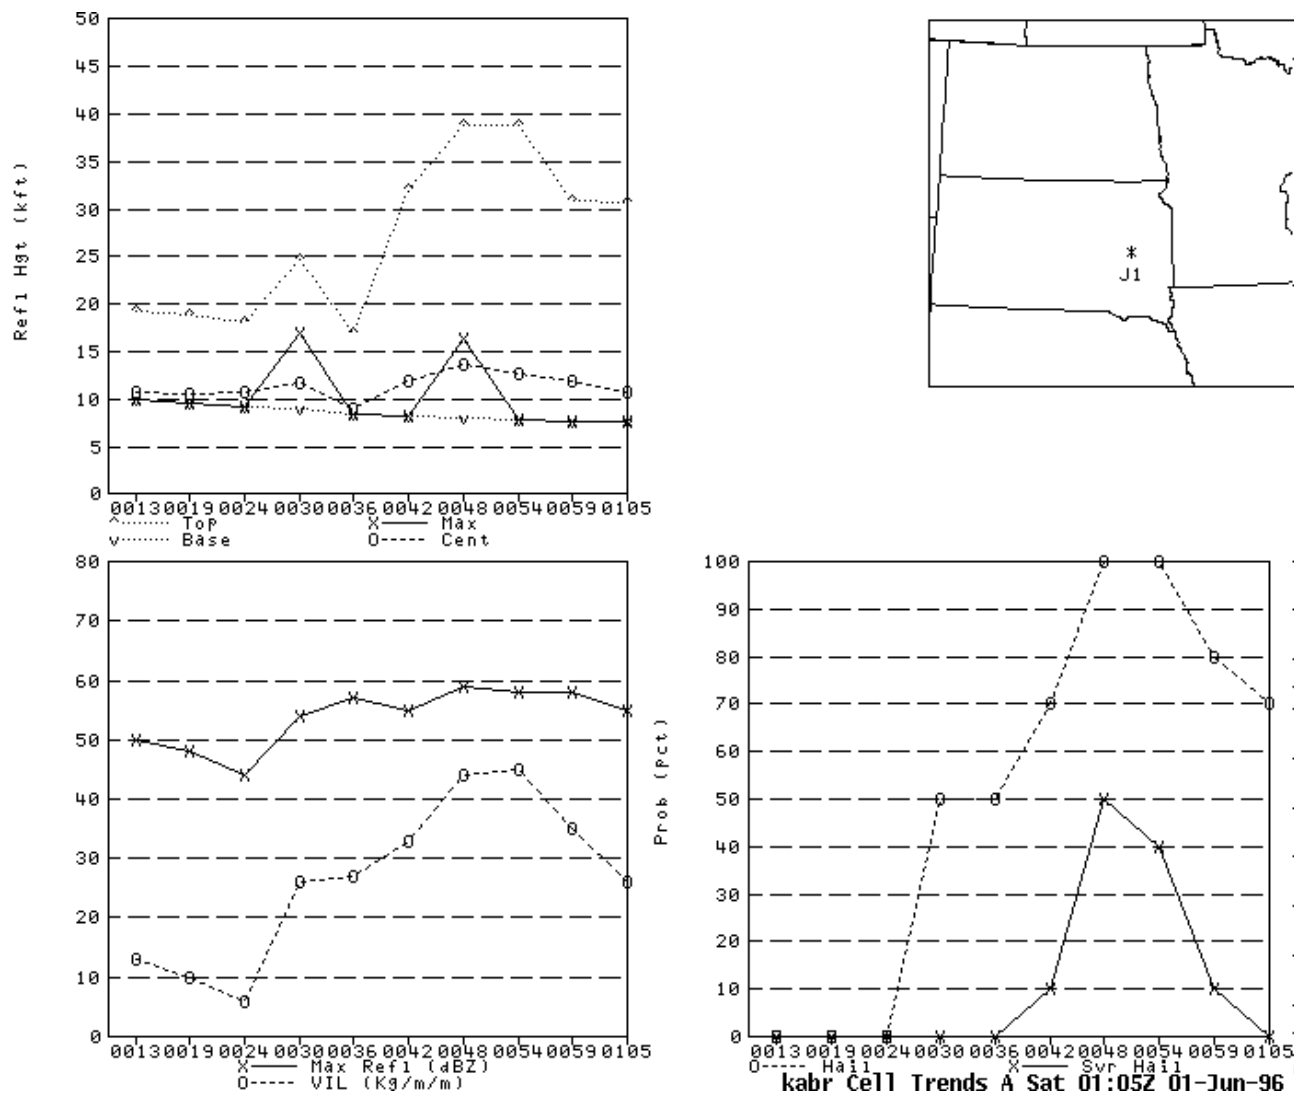 50
45
40
35
30
25
20
15
10
5
0
Refl Hgt (kft)
0013 0019 0024 0030 0036 0042 0048 0054 0059 0105
^······ Top X—— Max
v······ Base O---- Cent
* J1
80
70
60
50
40
30
20
10
0
0013 0019 0024 0030 0036 0042 0048 0054 0059 0105
X—— Max Refl (dBZ)
O---- VIL (Kg/m/m)
100
90
80
70
60
50
40
30
20
10
0
Prob (pct)
0013 0019 0024 0030 0036 0042 0048 0054 0059 0105
O---- Hail X—— Svr Hail
kabr Cell Trends A Sat 01:05Z 01-Jun-96